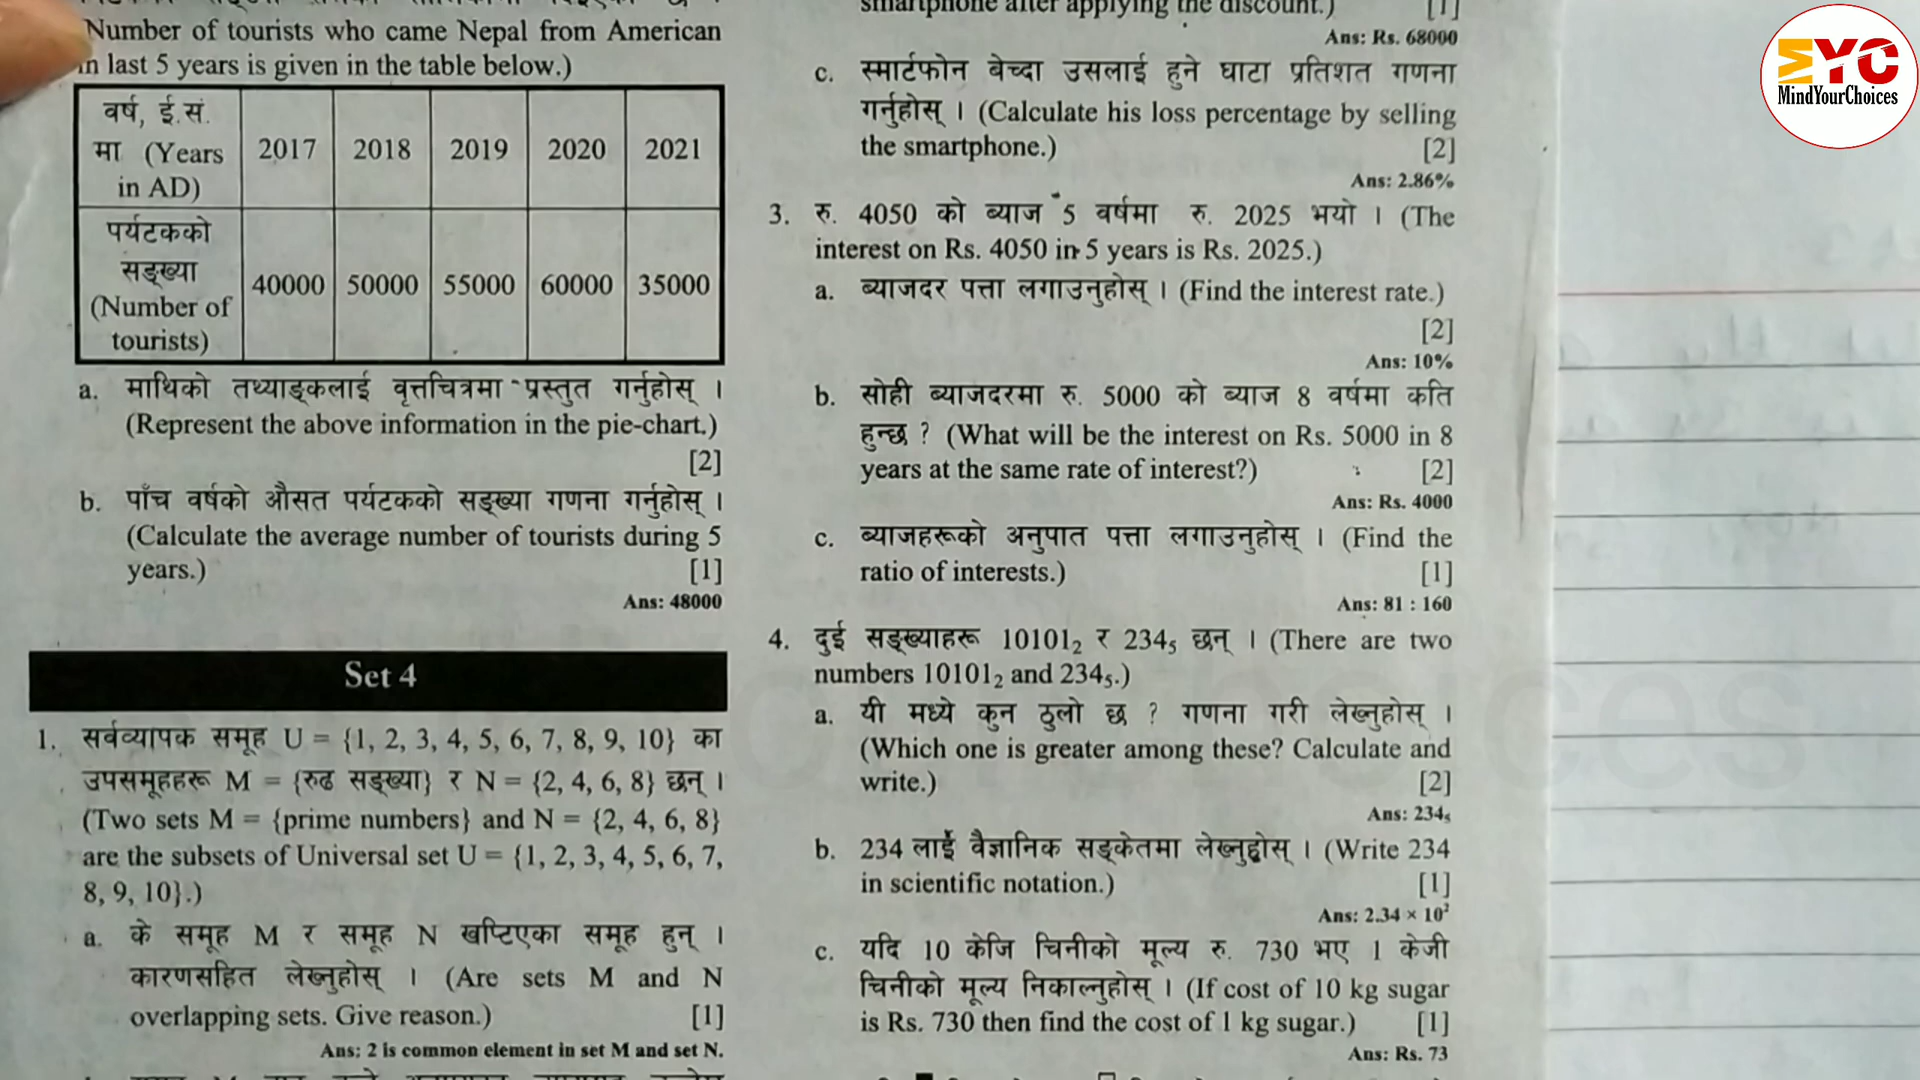 Number of tourists who came Nepal from American
in last 5 years is given in the table below.)
वर्ष, ई.सं.
मा (Years
in AD)
2017 2018 2019 2020 2021
पर्यटकको
सङ्ख्या
(Number of
tourists)
40000 50000 55000 60000 35000
a. माथिको तथ्याङ्कलाई वृत्तचित्रमा प्रस्तुत गर्नुहोस् ।
(Represent the above information in the pie-chart.)
[2]
b. पाँच वर्षको औसत पर्यटकको सङ्ख्या गणना गर्नुहोस् ।
(Calculate the average number of tourists during 5
years.) [1]
Ans: 48000
Set 4
1. सर्वव्यापक समूह U = {1, 2, 3, 4, 5, 6, 7, 8, 9, 10} का
उपसमूहहरू M = {रुढ सङ्ख्या} र N = {2, 4, 6, 8} छन् ।
(Two sets M = {prime numbers} and N = {2, 4, 6, 8}
are the subsets of Universal set U = {1, 2, 3, 4, 5, 6, 7,
8, 9, 10}.)
a. के समूह M र समूह N खप्टिएका समूह हुन् ।
कारणसहित लेख्नुहोस् । (Are sets M and N
overlapping sets. Give reason.) [1]
Ans: 2 is common element in set M and set N.
smartphone after applying the discount.) [1]
Ans: Rs. 68000
c. स्मार्टफोन बेच्दा उसलाई हुने घाटा प्रतिशत गणना
गर्नुहोस् । (Calculate his loss percentage by selling
the smartphone.) [2]
Ans: 2.86%
3. रु. 4050 को ब्याज 5 वर्षमा रु. 2025 भयो । (The
interest on Rs. 4050 in 5 years is Rs. 2025.)
a. ब्याजदर पत्ता लगाउनुहोस् । (Find the interest rate.)
[2]
Ans: 10%
b. सोही ब्याजदरमा रु. 5000 को ब्याज 8 वर्षमा कति
हुन्छ ? (What will be the interest on Rs. 5000 in 8
years at the same rate of interest?) [2]
Ans: Rs. 4000
c. ब्याजहरूको अनुपात पत्ता लगाउनुहोस् । (Find the
ratio of interests.) [1]
Ans: 81 : 160
4. दुई सङ्ख्याहरू 10101₂ र 234₅ छन् । (There are two
numbers 10101₂ and 234₅.)
a. यी मध्ये कुन ठुलो छ ? गणना गरी लेख्नुहोस् ।
(Which one is greater among these? Calculate and
write.) [2]
Ans: 234₅
b. 234 लाई वैज्ञानिक सङ्केतमा लेख्नुहोस् । (Write 234
in scientific notation.) [1]
Ans: 2.34 × 10²
c. यदि 10 केजि चिनीको मूल्य रु. 730 भए 1 केजी
चिनीको मूल्य निकाल्नुहोस् । (If cost of 10 kg sugar
is Rs. 730 then find the cost of 1 kg sugar.) [1]
Ans: Rs. 73
MYC
MindYourChoices